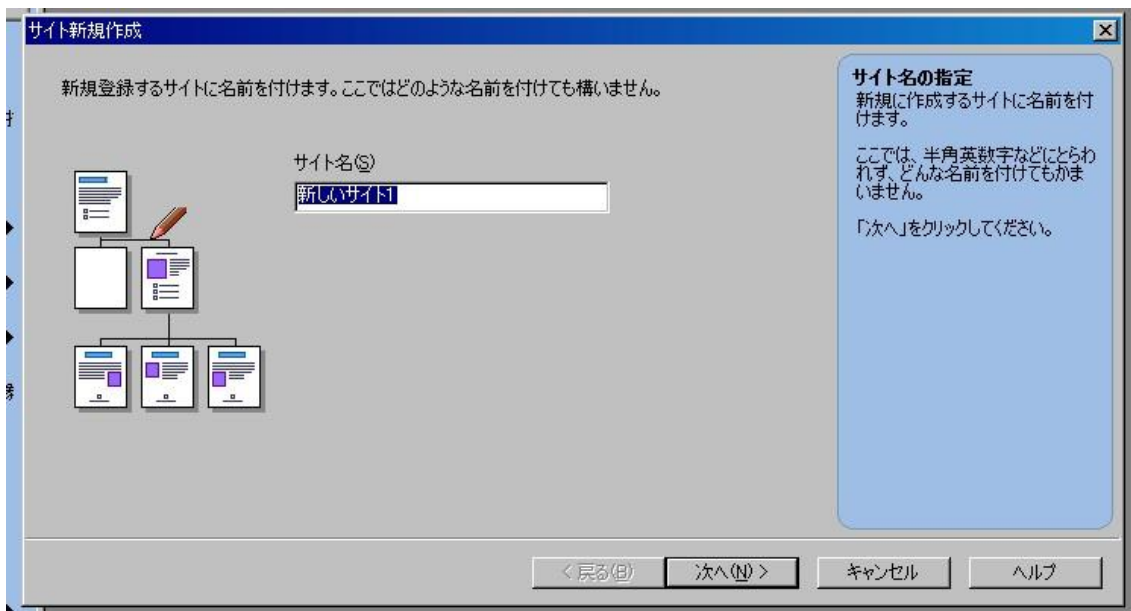 サイト新規作成
新規登録するサイトに名前を付けます。ここではどのような名前を付けても構いません。
サイト名(S)
新しいサイト1
サイト名の指定
新規に作成するサイトに名前を付
けます。
ここでは、半角英数字などにとらわ
れず、どんな名前を付けてもかま
いません。
「次へ」をクリックしてください。
< 戻る(B)
次へ(N) >
キャンセル
ヘルプ